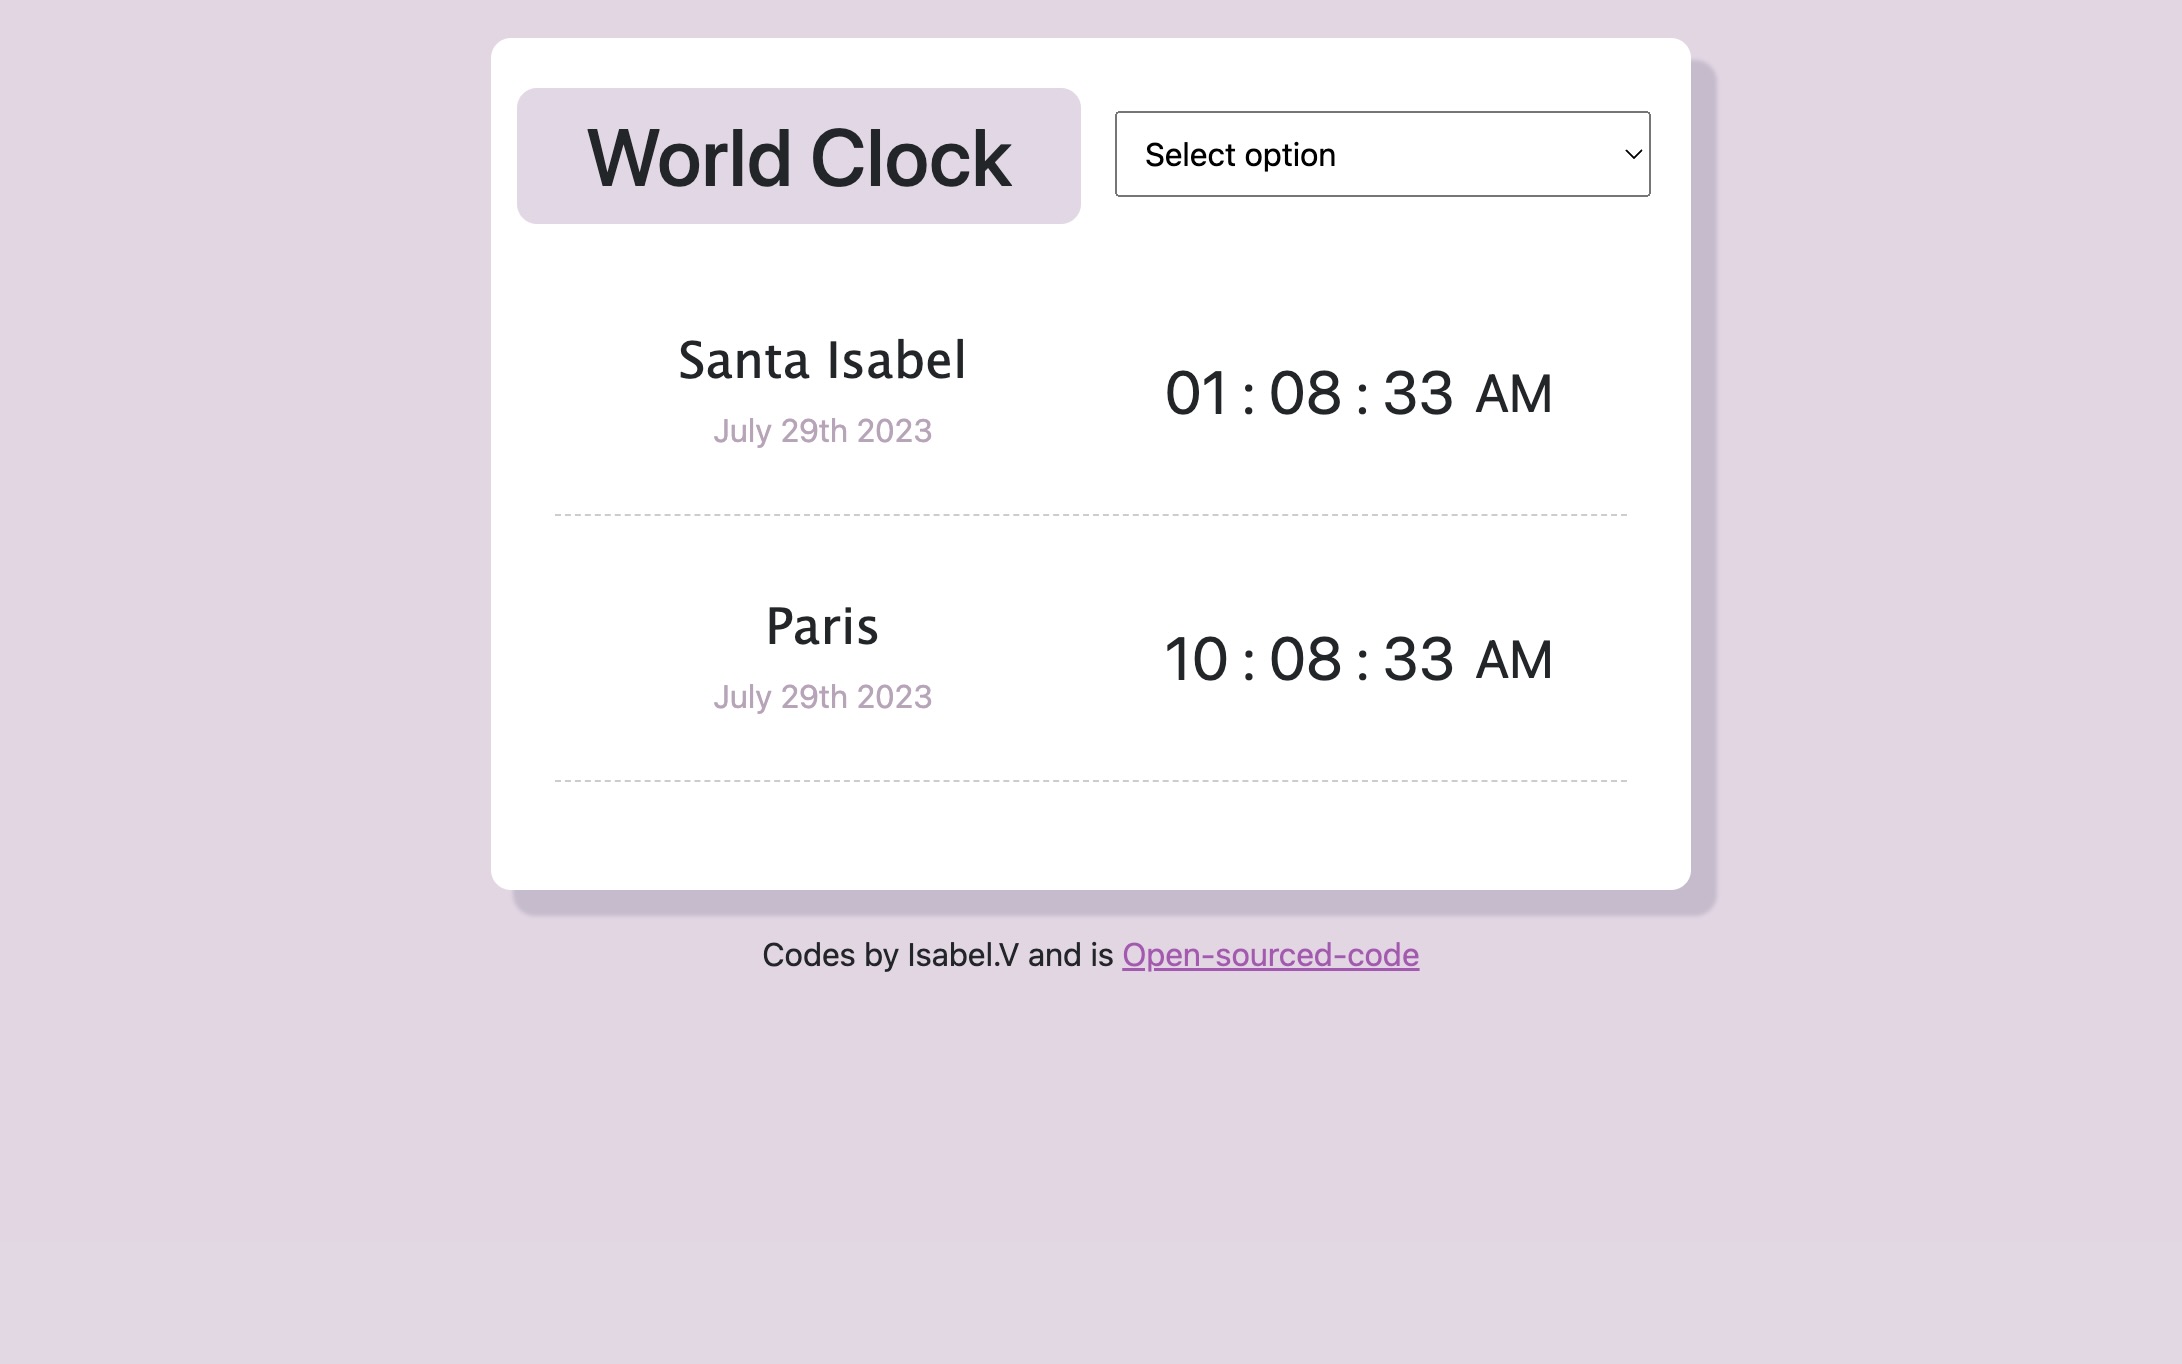 World Clock
Select option
Santa Isabel
July 29th 2023
01 : 08 : 33 AM
Paris
July 29th 2023
10 : 08 : 33 AM
Codes by Isabel.V and is Open-sourced-code